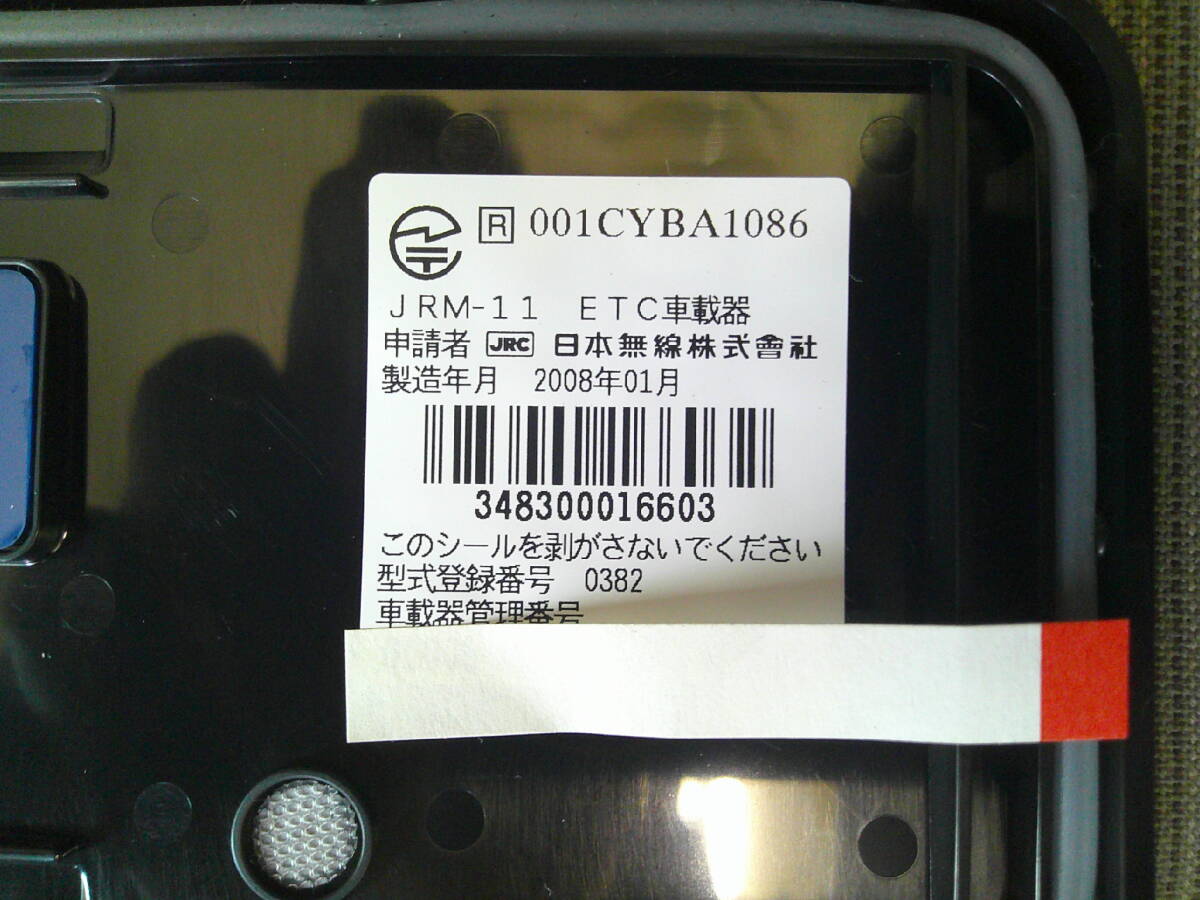 R 001CYBA1086
JRM-11 ETC車載器
申請者 JRC 日本無線株式會社
製造年月 2008年01月
348300016603
このシールを剥がさないでください
型式登録番号 0382
車載器管理番号